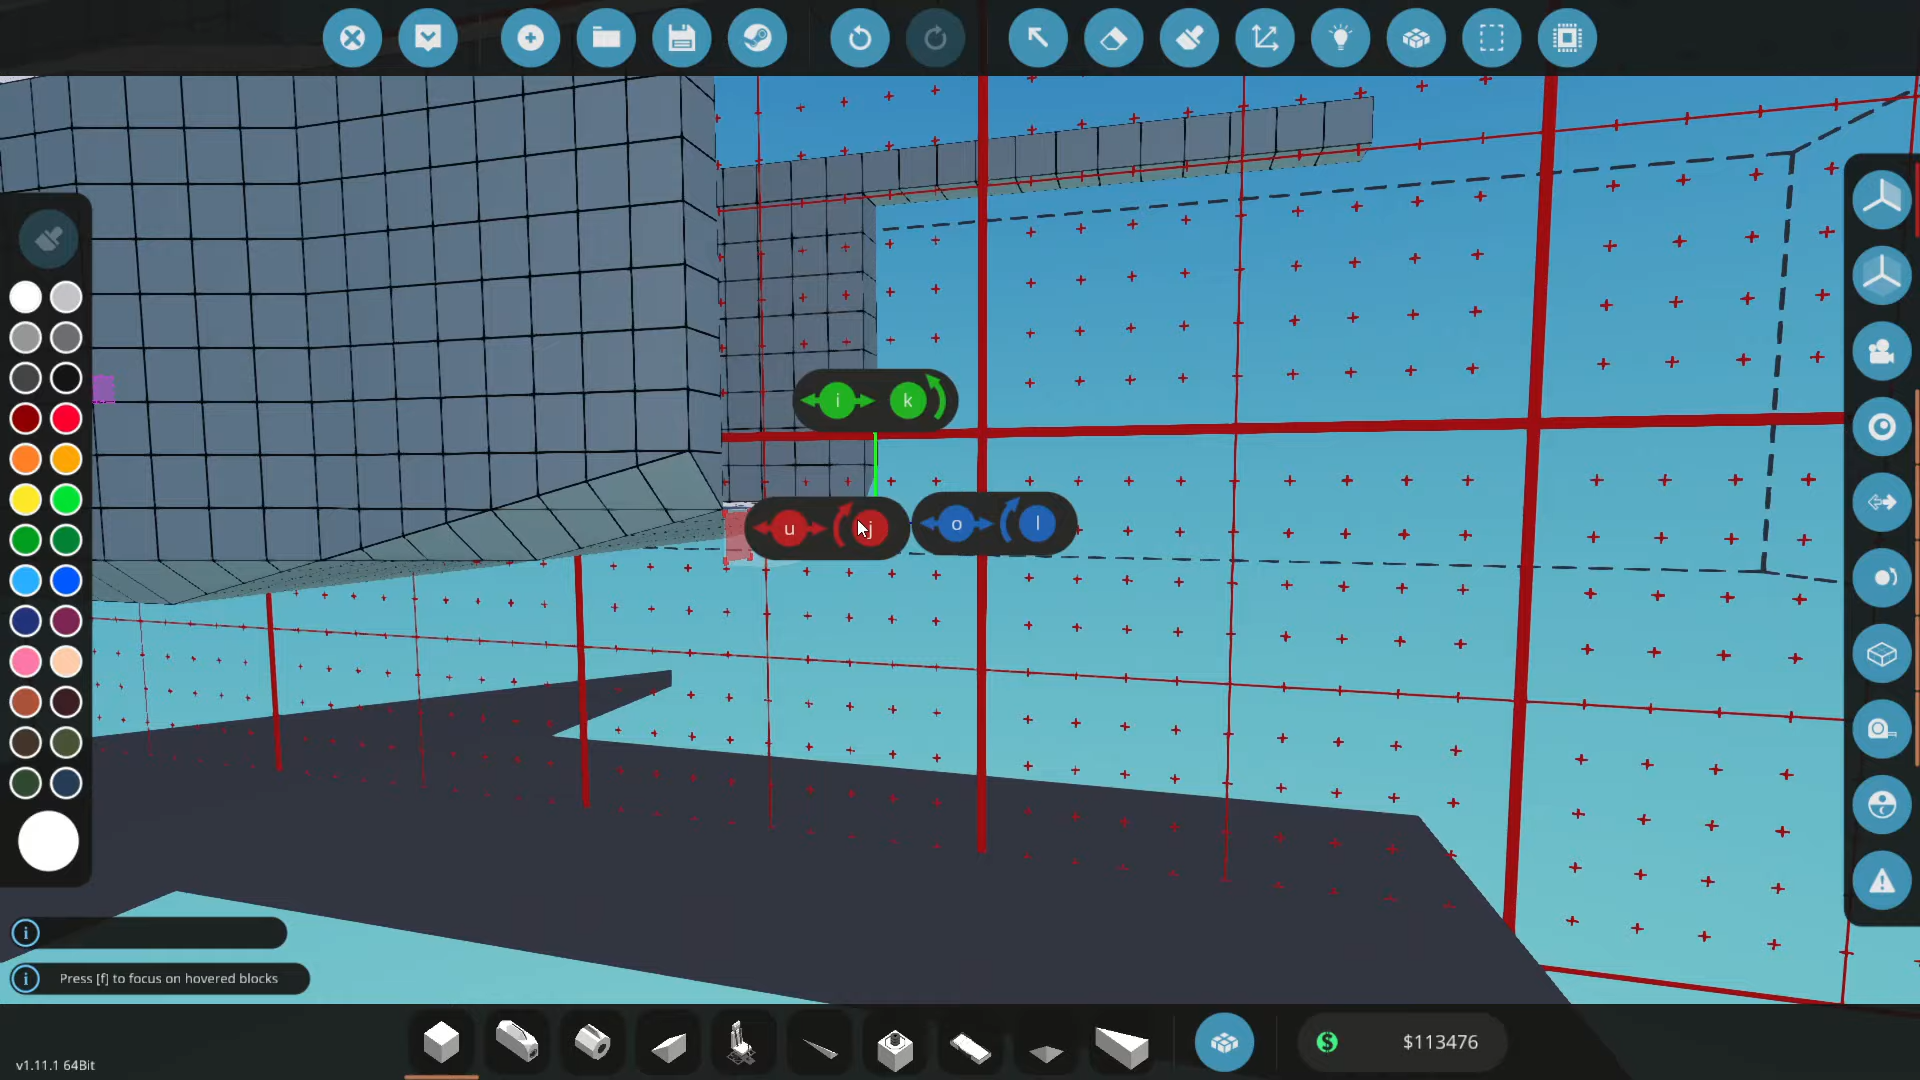 i k
u j o l
i
i Press [f] to focus on hovered blocks
v1.11.1 64Bit
$ $113476